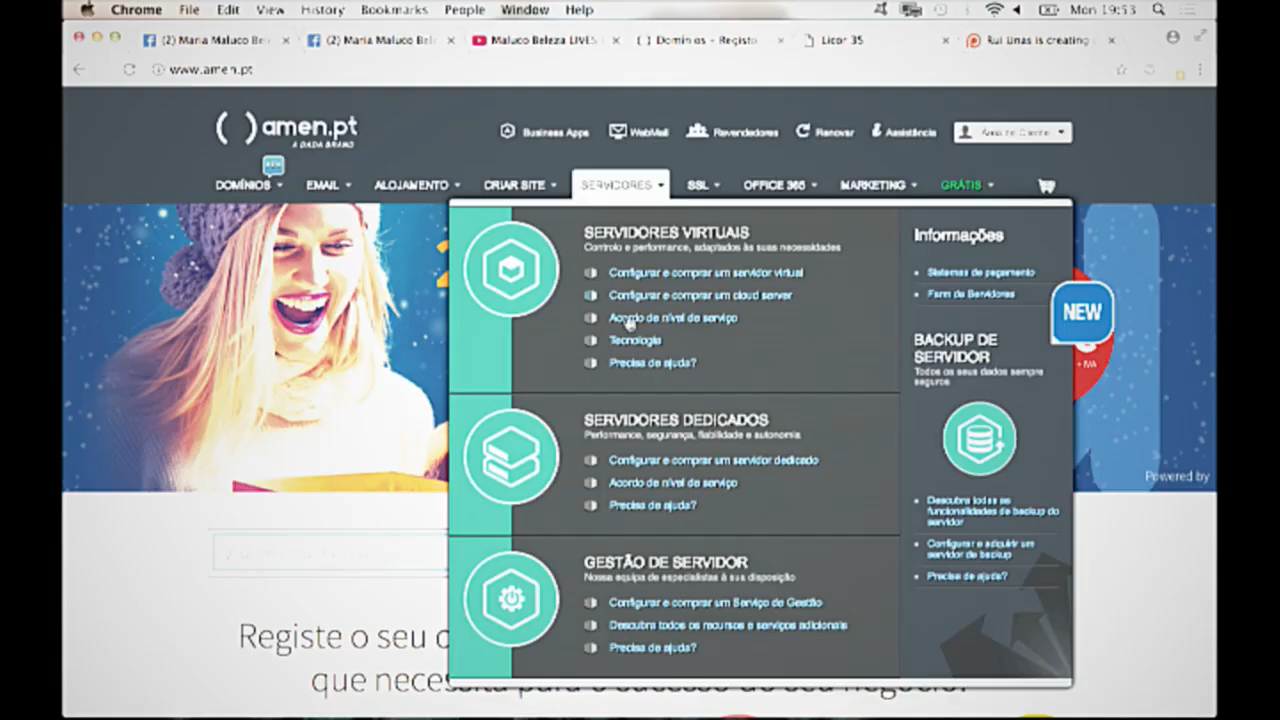 Chrome File Edit View History Bookmarks People Window Help Mon 19:53
(2) Maria Maluco Be (2) Maria Maluco Bel Maluco Beleza LIVES ( ) Domínios - Registo Licor 35 Rui Unas is creating
www.amen.pt
( ) amen.pt
A DADA BRAND
Business Apps WebMail Revendedores Renovar Assistência Área de Cliente
DOMÍNIOS EMAIL ALOJAMENTO CRIAR SITE SERVIDORES SSL OFFICE 365 MARKETING GRÁTIS
SERVIDORES VIRTUAIS
Controlo e performance, adaptados às suas necessidades
Configurar e comprar um servidor virtual
Configurar e comprar um cloud server
Acordo de nível de serviço
Tecnologia
Precisa de ajuda?
SERVIDORES DEDICADOS
Performance, segurança, fiabilidade e autonomia
Configurar e comprar um servidor dedicado
Acordo de nível de serviço
Precisa de ajuda?
GESTÃO DE SERVIDOR
Nossa equipa de especialistas à sua disposição
Configurar e comprar um Serviço de Gestão
Descubra todos os recursos e serviços adicionais
Precisa de ajuda?
Informações
Sistemas de pagamento
Farm de Servidores
NEW
BACKUP DE
SERVIDOR
Todos os seus dados sempre
seguros
Descubra todas as
funcionalidades de backup do
servidor
Configurar e adquirir um
servidor de backup
Precisa de ajuda?
+ IVA
Powered by
Registe o seu
que necessita para o sucesso do seu negócio!